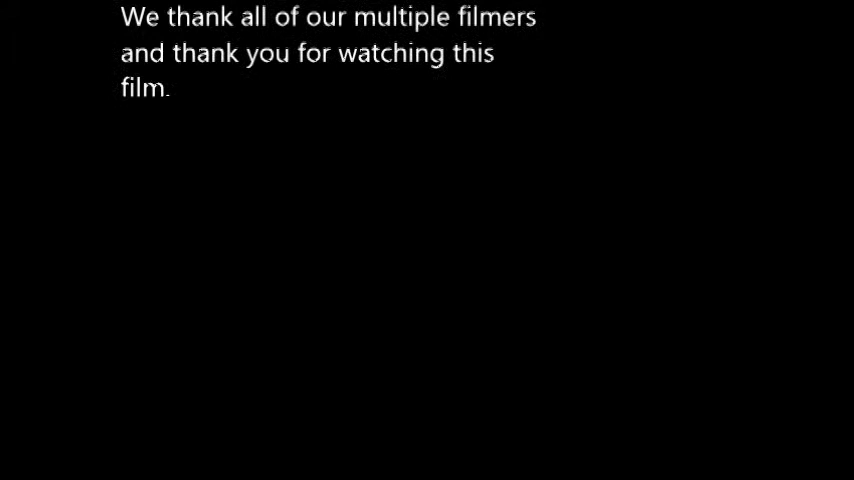 We thank all of our multiple filmers
and thank you for watching this
film.